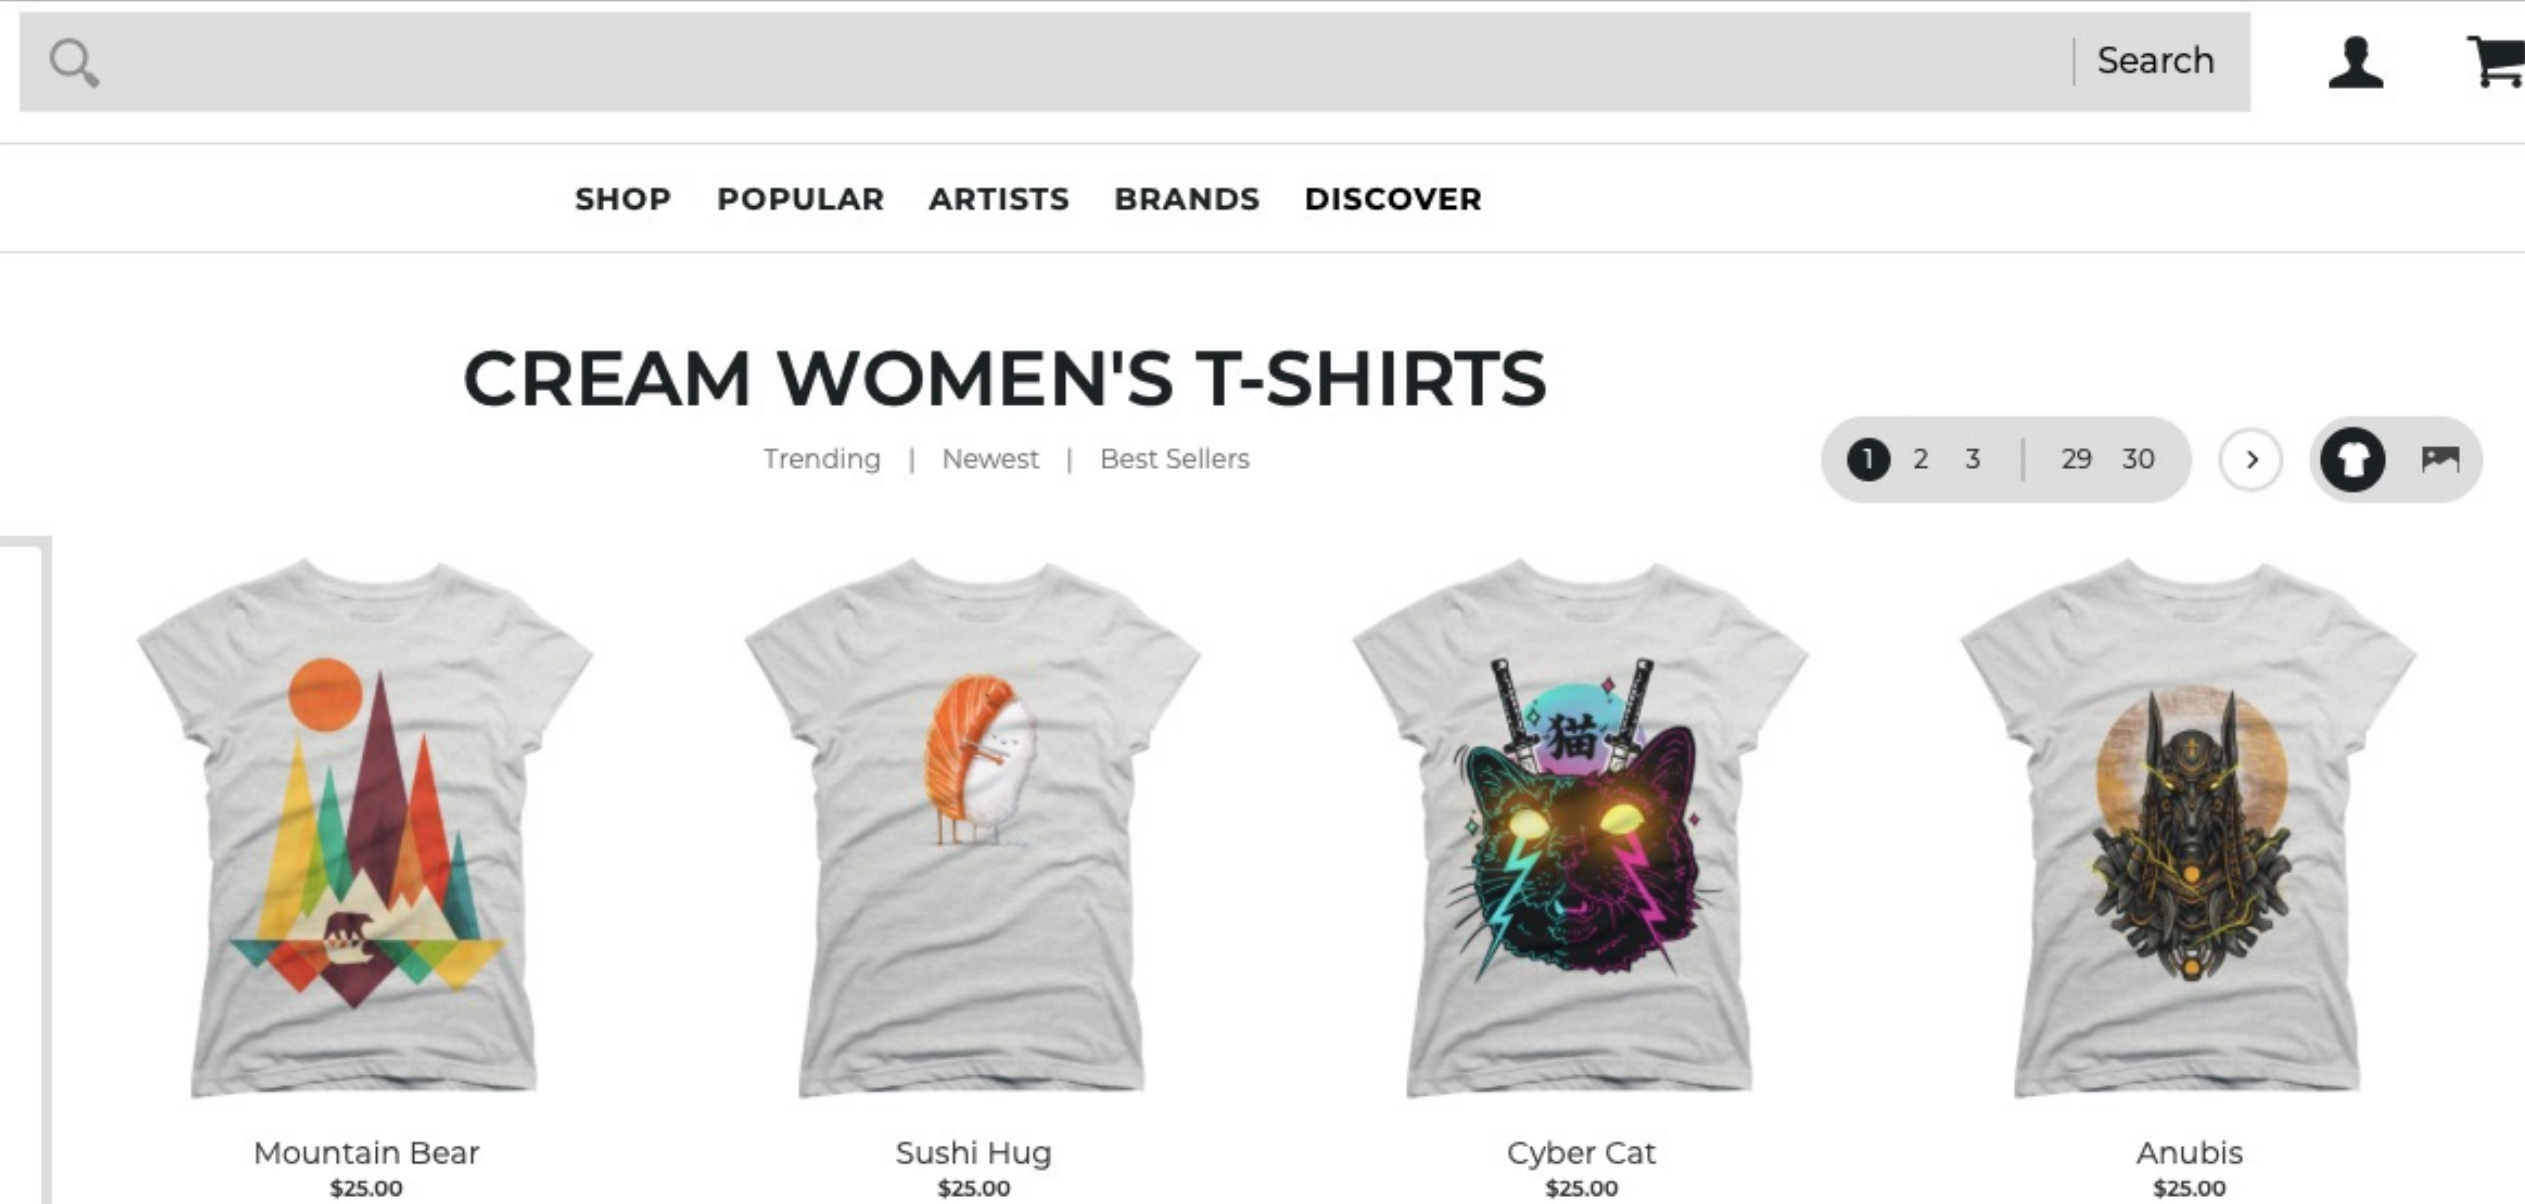 Search
SHOP POPULAR ARTISTS BRANDS DISCOVER
CREAM WOMEN'S T-SHIRTS
Trending | Newest | Best Sellers
1 2 3 | 29 30
猫
Mountain Bear
$25.00
Sushi Hug
$25.00
Cyber Cat
$25.00
Anubis
$25.00